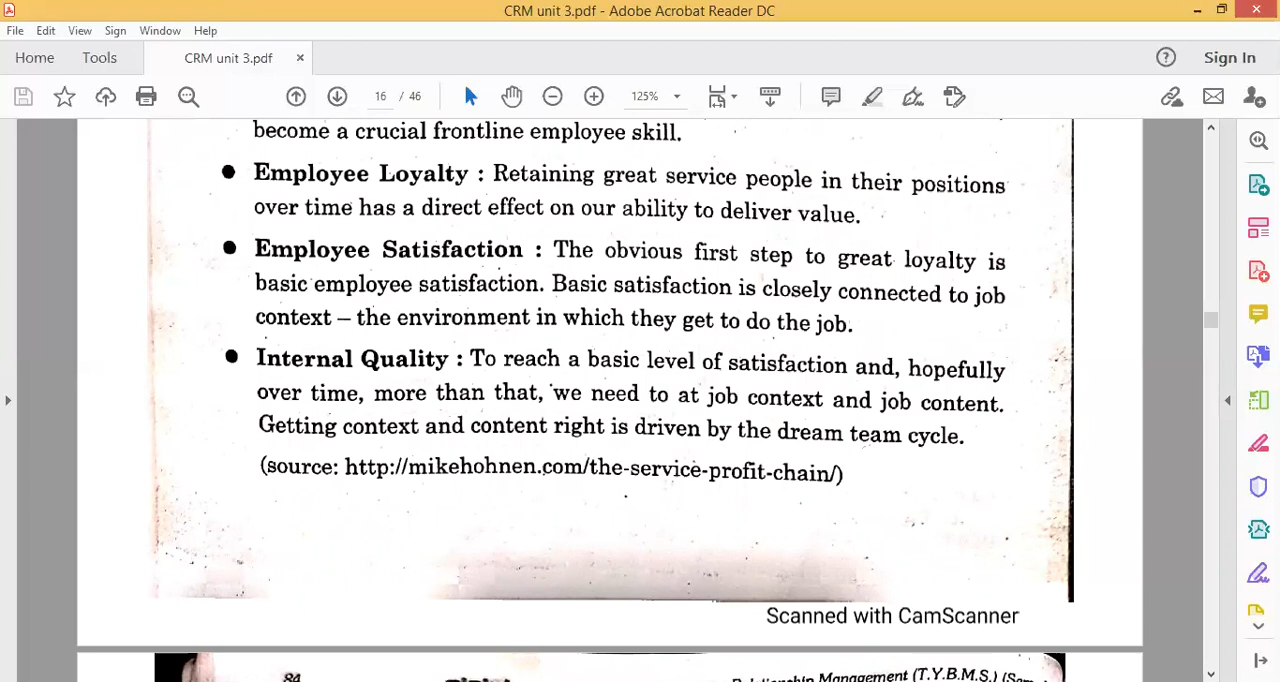 CRM unit 3.pdf - Adobe Acrobat Reader DC
File Edit View Sign Window Help
Home Tools CRM unit 3.pdf × Sign In
16 / 46 125%
become a crucial frontline employee skill.
● Employee Loyalty : Retaining great service people in their positions
over time has a direct effect on our ability to deliver value.
● Employee Satisfaction : The obvious first step to great loyalty is
basic employee satisfaction. Basic satisfaction is closely connected to job
context – the environment in which they get to do the job.
● Internal Quality : To reach a basic level of satisfaction and, hopefully
over time, more than that, we need to at job context and job content.
Getting context and content right is driven by the dream team cycle.
(source: http://mikehohnen.com/the-service-profit-chain/)
Scanned with CamScanner
84 Relationship Management (T.Y.B.M.S.)